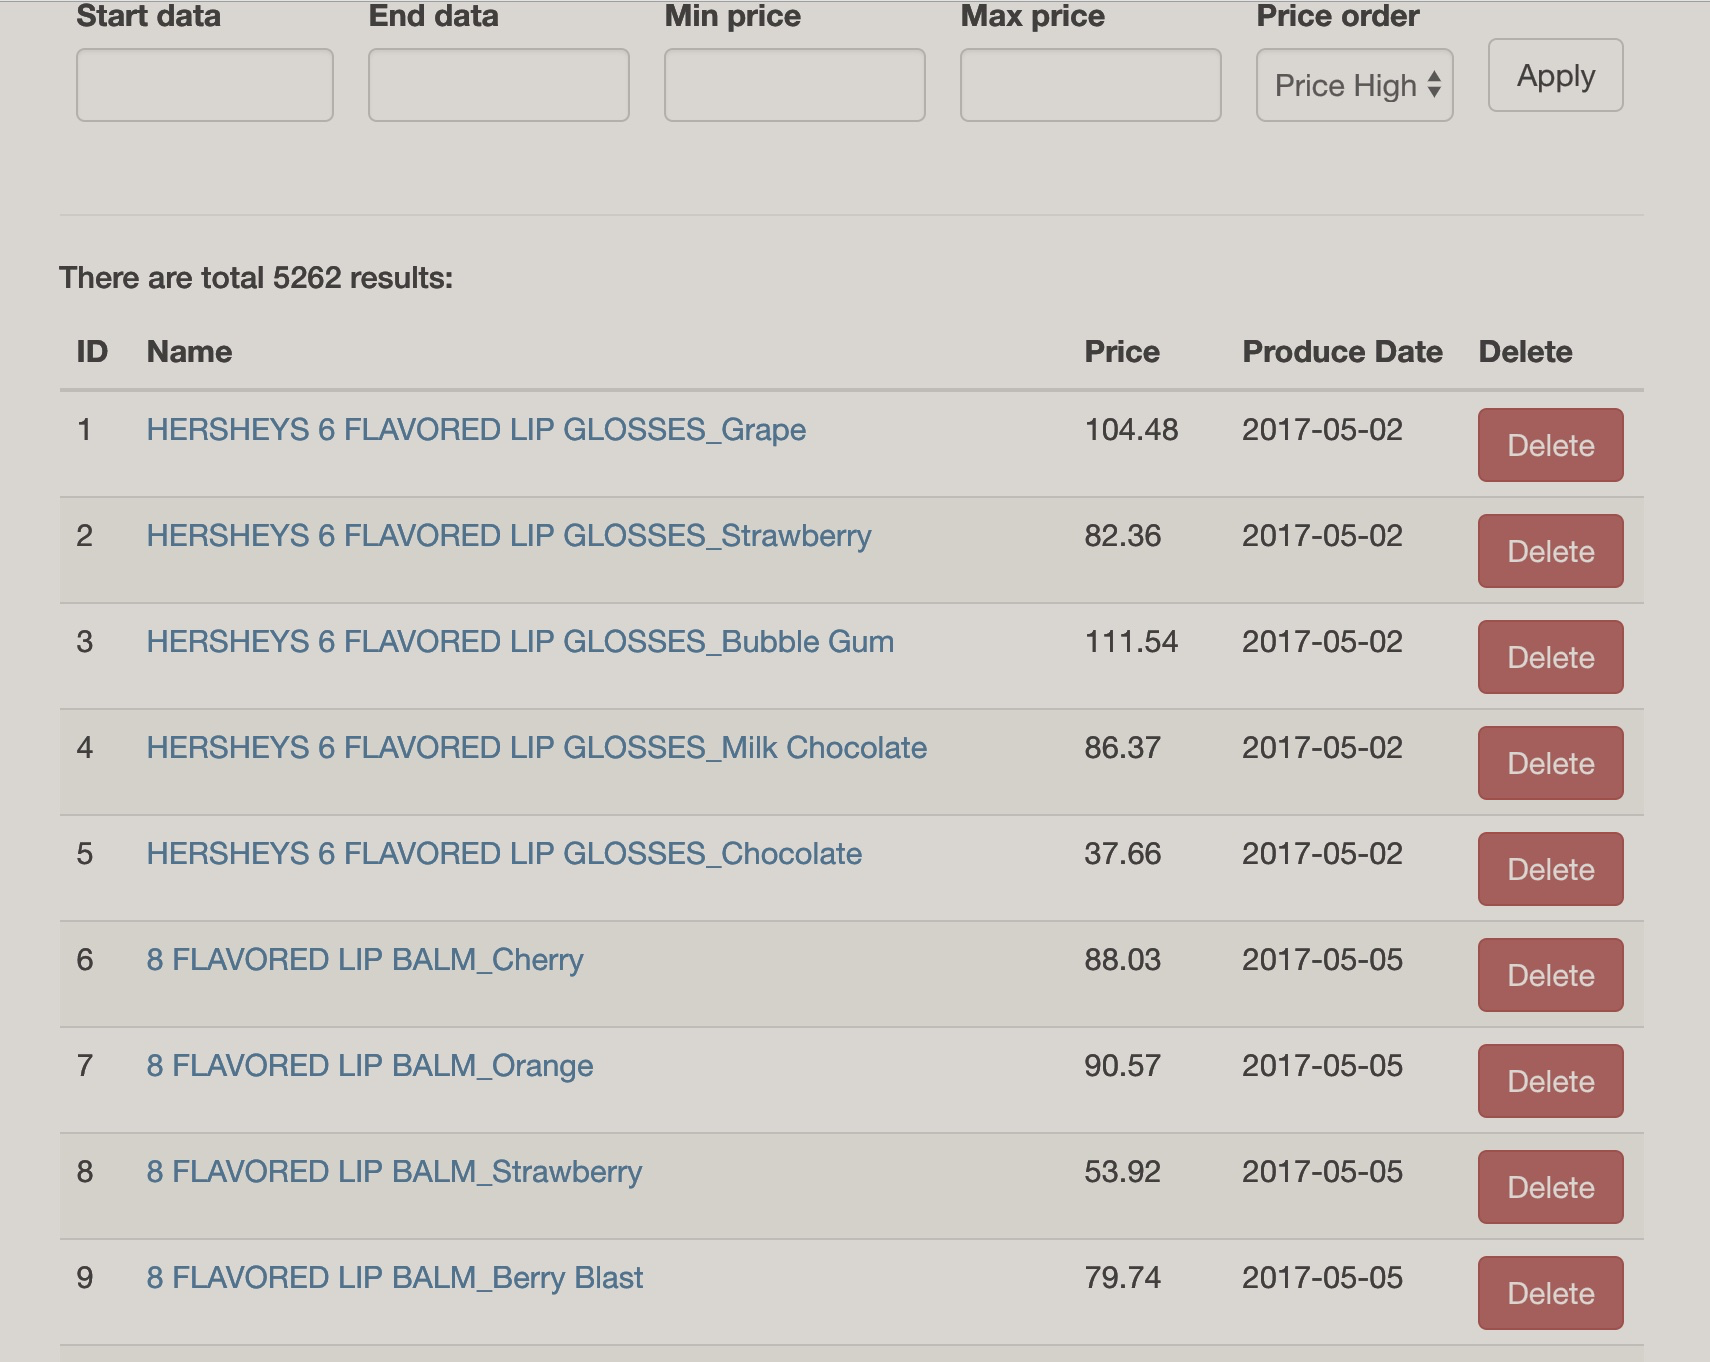 Start data End data Min price Max price Price order
Price High Apply
There are total 5262 results:
ID Name Price Produce Date Delete
1 HERSHEYS 6 FLAVORED LIP GLOSSES_Grape 104.48 2017-05-02 Delete
2 HERSHEYS 6 FLAVORED LIP GLOSSES_Strawberry 82.36 2017-05-02 Delete
3 HERSHEYS 6 FLAVORED LIP GLOSSES_Bubble Gum 111.54 2017-05-02 Delete
4 HERSHEYS 6 FLAVORED LIP GLOSSES_Milk Chocolate 86.37 2017-05-02 Delete
5 HERSHEYS 6 FLAVORED LIP GLOSSES_Chocolate 37.66 2017-05-02 Delete
6 8 FLAVORED LIP BALM_Cherry 88.03 2017-05-05 Delete
7 8 FLAVORED LIP BALM_Orange 90.57 2017-05-05 Delete
8 8 FLAVORED LIP BALM_Strawberry 53.92 2017-05-05 Delete
9 8 FLAVORED LIP BALM_Berry Blast 79.74 2017-05-05 Delete